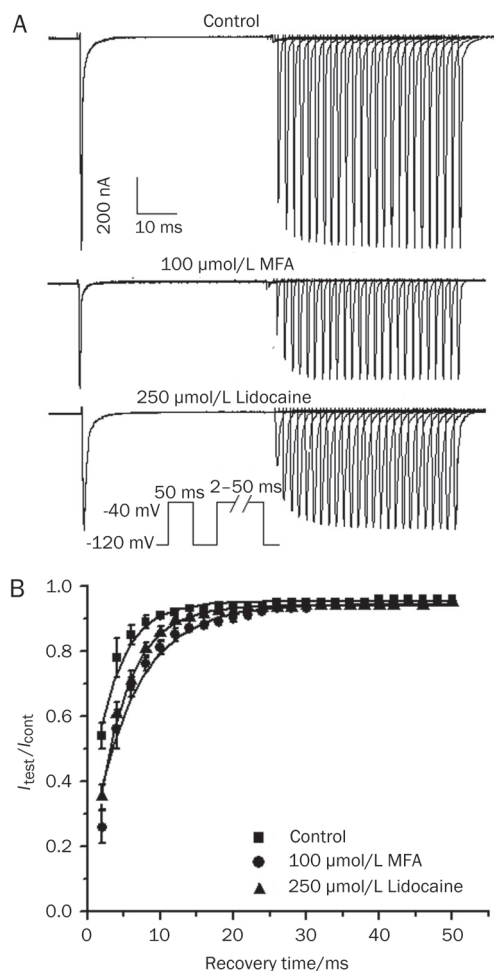 A
Control
200 nA
10 ms
100 μmol/L MFA
250 μmol/L Lidocaine
50 ms
2–50 ms
-40 mV
-120 mV
B
1.0
0.8
0.6
0.4
0.2
0.0
Itest/Icont
Control
100 μmol/L MFA
250 μmol/L Lidocaine
0 10 20 30 40 50
Recovery time/ms